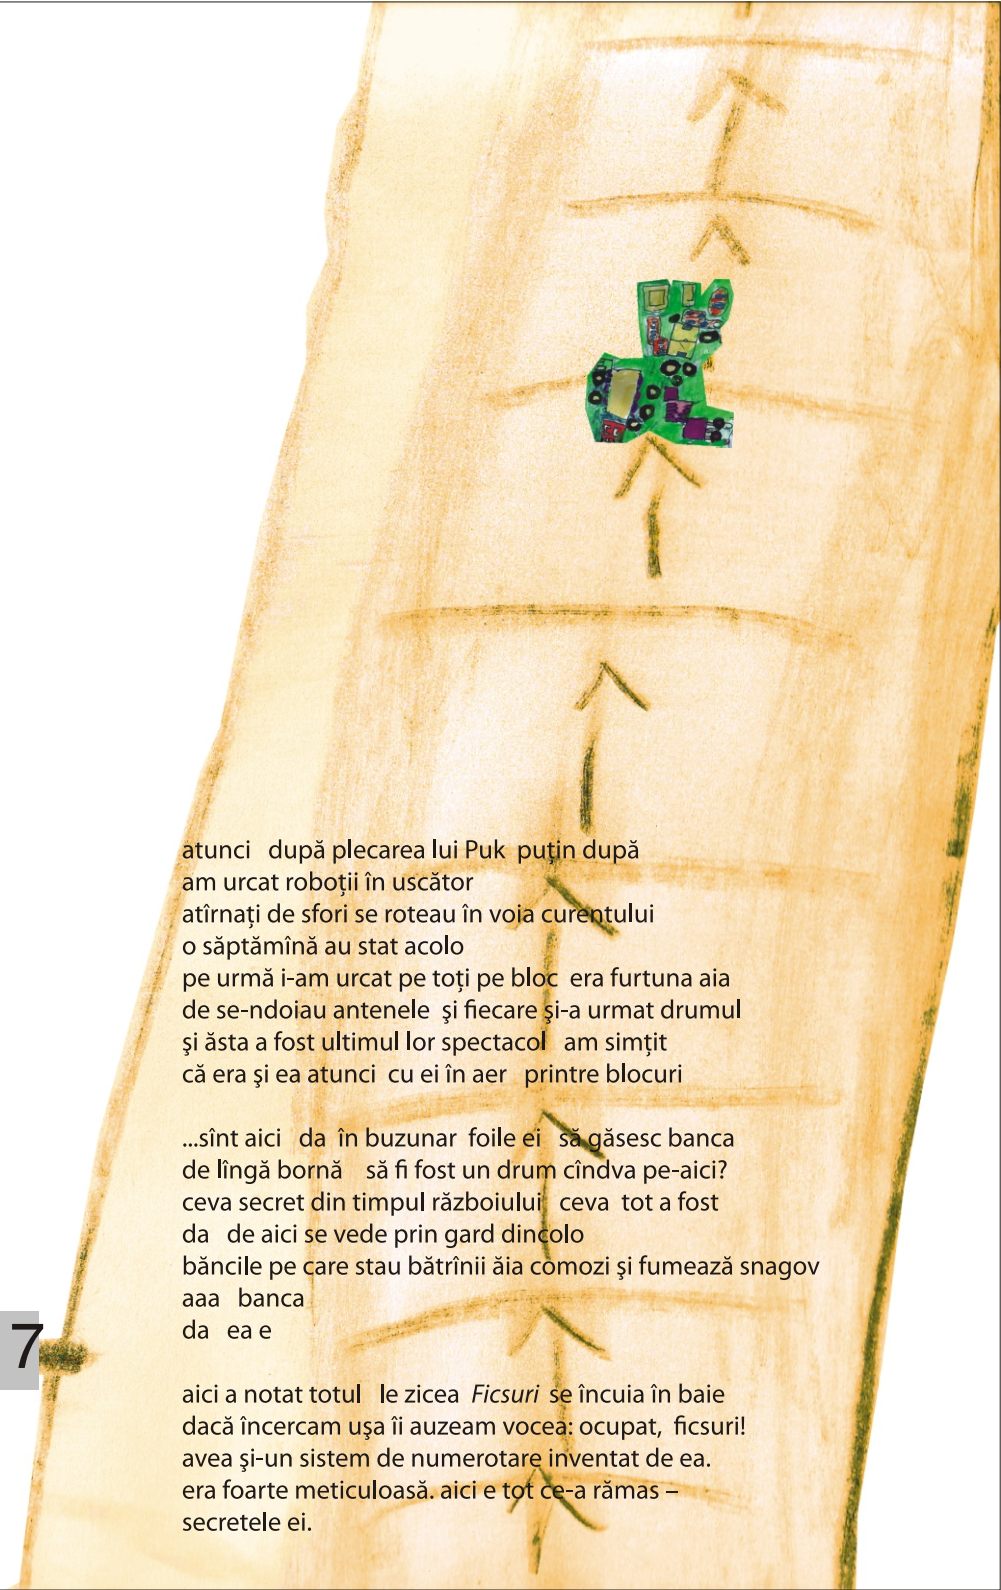 atunci   după plecarea lui Puk  puţin după
am urcat roboţii în uscător
atîrnaţi de sfori se roteau în voia curentului
o săptămînă au stat acolo
pe urmă i-am urcat pe toţi pe bloc  era furtuna aia
de se-ndoiau antenele  şi fiecare şi-a urmat drumul
şi ăsta a fost ultimul lor spectacol   am simţit
că era şi ea atunci  cu ei în aer   printre blocuri

...sînt aici   da  în buzunar  foile ei   să găsesc banca
de lîngă bornă    să fi fost un drum cîndva pe-aici?
ceva secret din timpul războiului   ceva  tot a fost
da   de aici se vede prin gard dincolo
băncile pe care stau bătrînii ăia comozi şi fumează snagov
aaa   banca
da   ea e

7

aici a notat totul   le zicea  Ficsuri  se încuia în baie
dacă încercam uşa îi auzeam vocea: ocupat,  ficsuri!
avea şi-un sistem de numerotare inventat de ea.
era foarte meticuloasă. aici e tot ce-a rămas –
secretele ei.